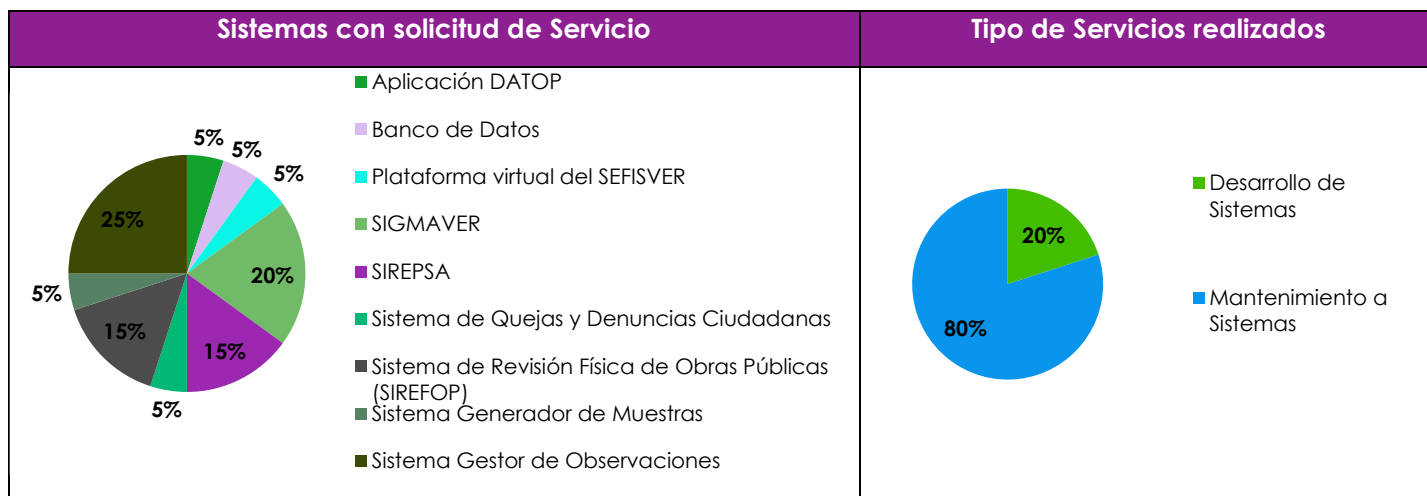 Sistemas con solicitud de Servicio
Tipo de Servicios realizados
5%
5%
5%
20%
15%
5%
15%
5%
25%
Aplicación DATOP
Banco de Datos
Plataforma virtual del SEFISVER
SIGMAVER
SIREPSA
Sistema de Quejas y Denuncias Ciudadanas
Sistema de Revisión Física de Obras Públicas
(SIREFOP)
Sistema Generador de Muestras
Sistema Gestor de Observaciones
20%
80%
Desarrollo de
Sistemas
Mantenimiento a
Sistemas